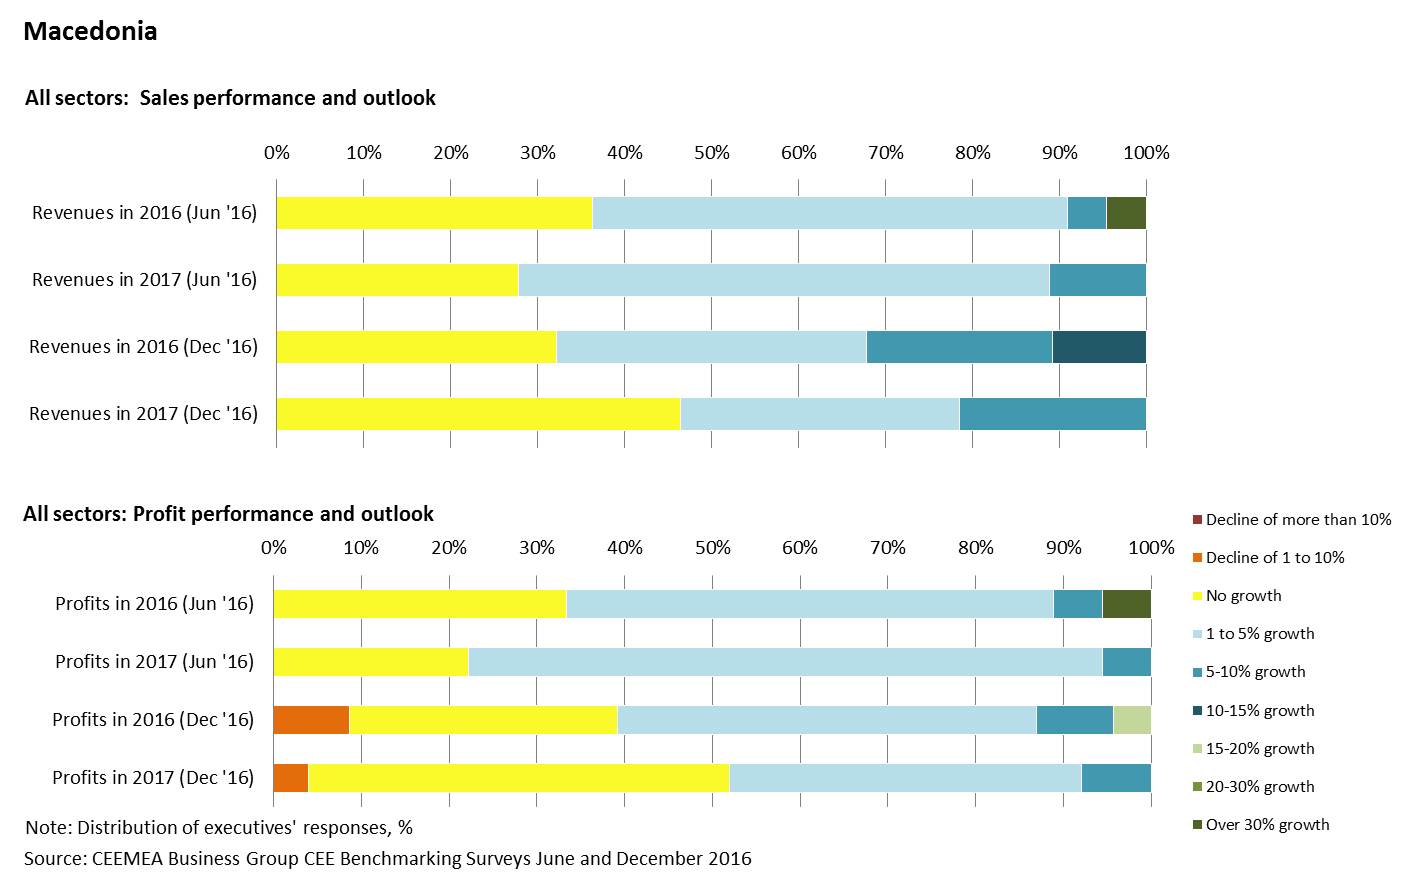 Macedonia
All sectors:  Sales performance and outlook
0% 10% 20% 30% 40% 50% 60% 70% 80% 90% 100%
Revenues in 2016 (Jun '16)
Revenues in 2017 (Jun '16)
Revenues in 2016 (Dec '16)
Revenues in 2017 (Dec '16)
All sectors: Profit performance and outlook
0% 10% 20% 30% 40% 50% 60% 70% 80% 90% 100%
Profits in 2016 (Jun '16)
Profits in 2017 (Jun '16)
Profits in 2016 (Dec '16)
Profits in 2017 (Dec '16)
Decline of more than 10%
Decline of 1 to 10%
No growth
1 to 5% growth
5-10% growth
10-15% growth
15-20% growth
20-30% growth
Over 30% growth
Note: Distribution of executives' responses, %
Source: CEEMEA Business Group CEE Benchmarking Surveys June and December 2016